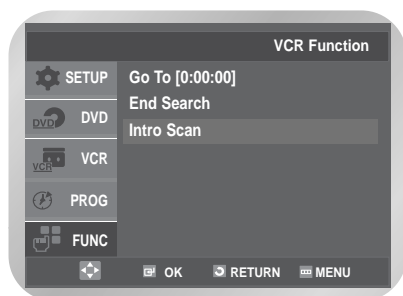 VCR Function
SETUP
DVD
DVD
VCR
VCR
PROG
FUNC
Go To [0:00:00]
End Search
Intro Scan
OK RETURN MENU